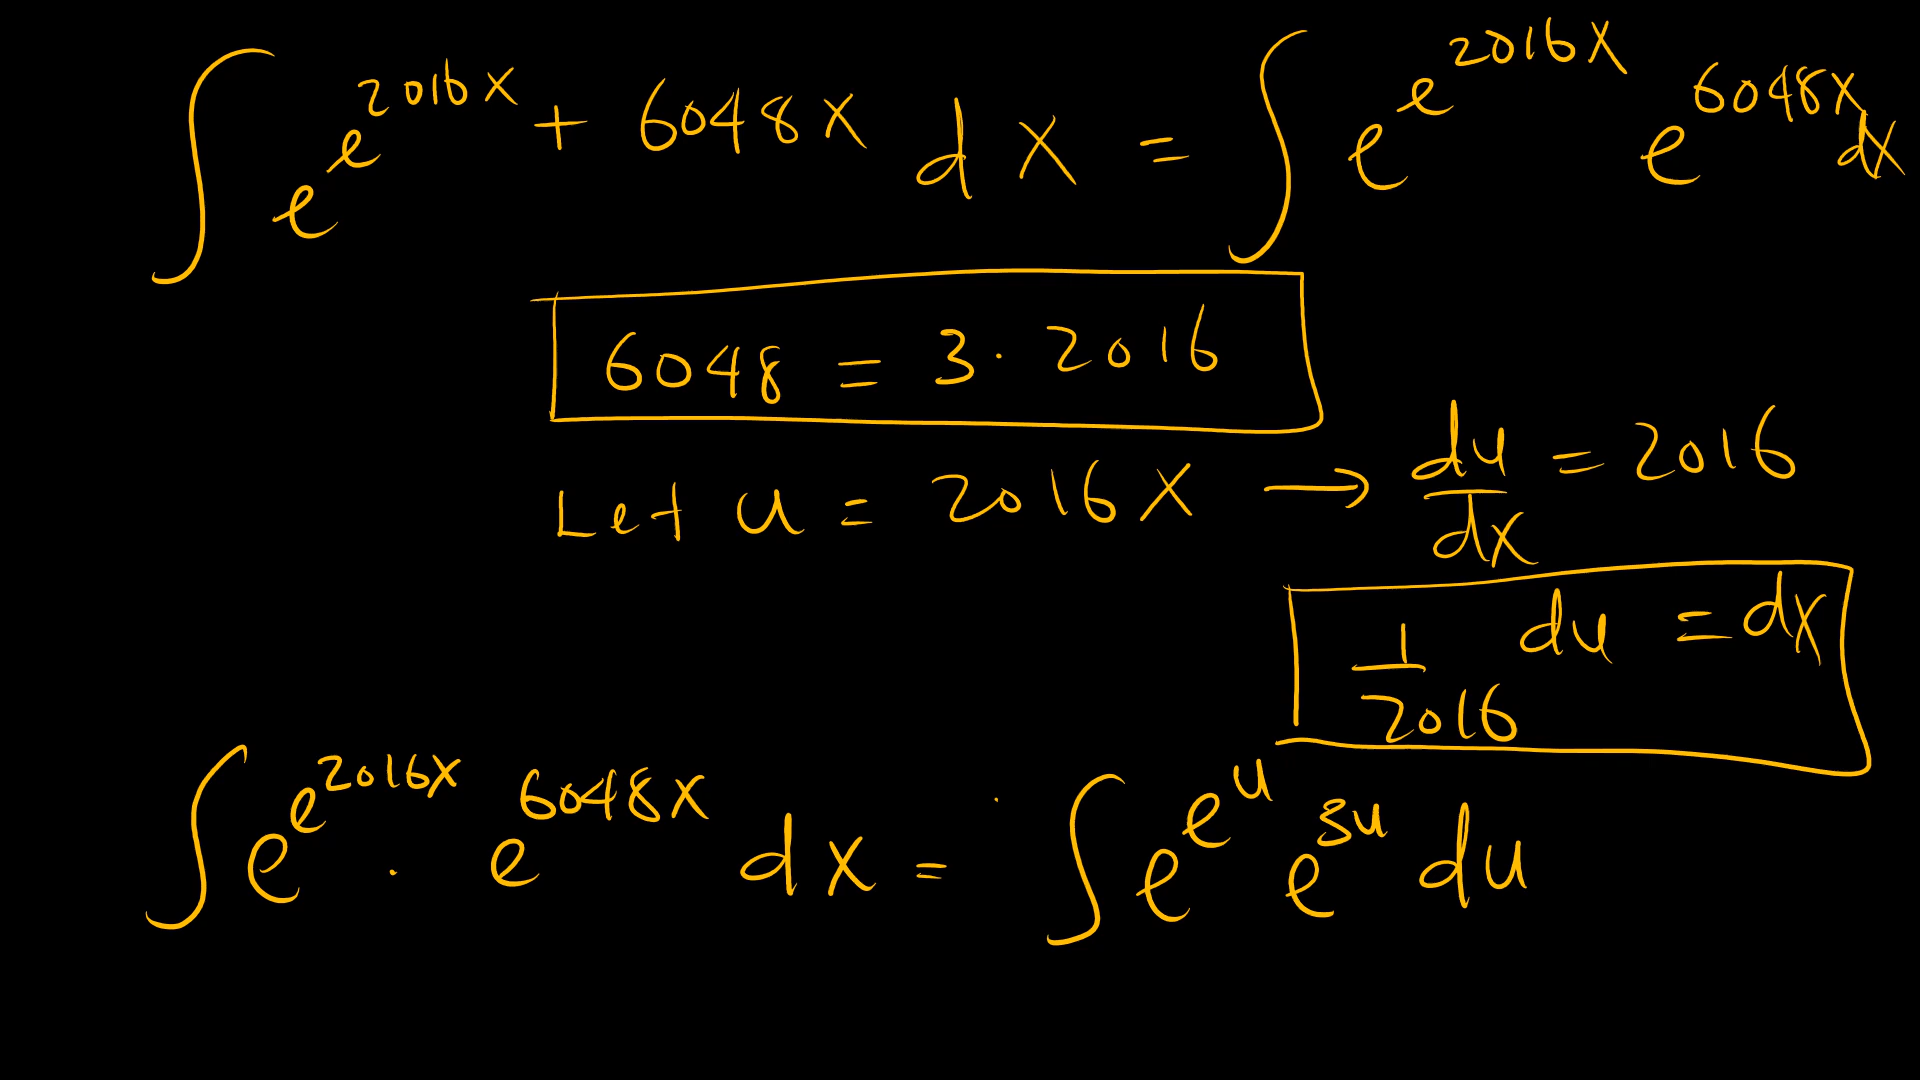 ∫ e^{e^{2016x} + 6048x} dx = ∫ e^{e^{2016x}} e^{6048x} dx
6048 = 3 · 2016
Let u = 2016x → du/dx = 2016
1/2016 du = dx
∫ e^{e^{2016x}} · e^{6048x} dx = ∫ e^{e^u} e^{3u} du